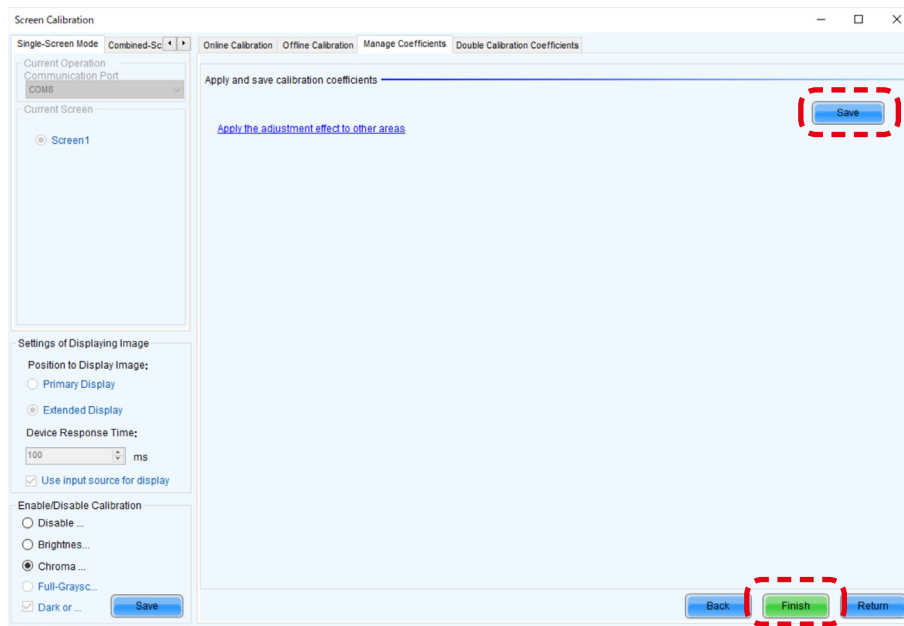 Screen Calibration
Single-Screen Mode Combined-Sc
Online Calibration Offline Calibration Manage Coefficients Double Calibration Coefficients
Current Operation
Communication Port
COM8
Current Screen
Screen1
Apply and save calibration coefficients
Save
Apply the adjustment effect to other areas
Settings of Displaying Image
Position to Display Image:
Primary Display
Extended Display
Device Response Time:
100 ms
Use input source for display
Enable/Disable Calibration
Disable ...
Brightnes...
Chroma ...
Full-Graysc...
Dark or ... Save
Back Finish Return